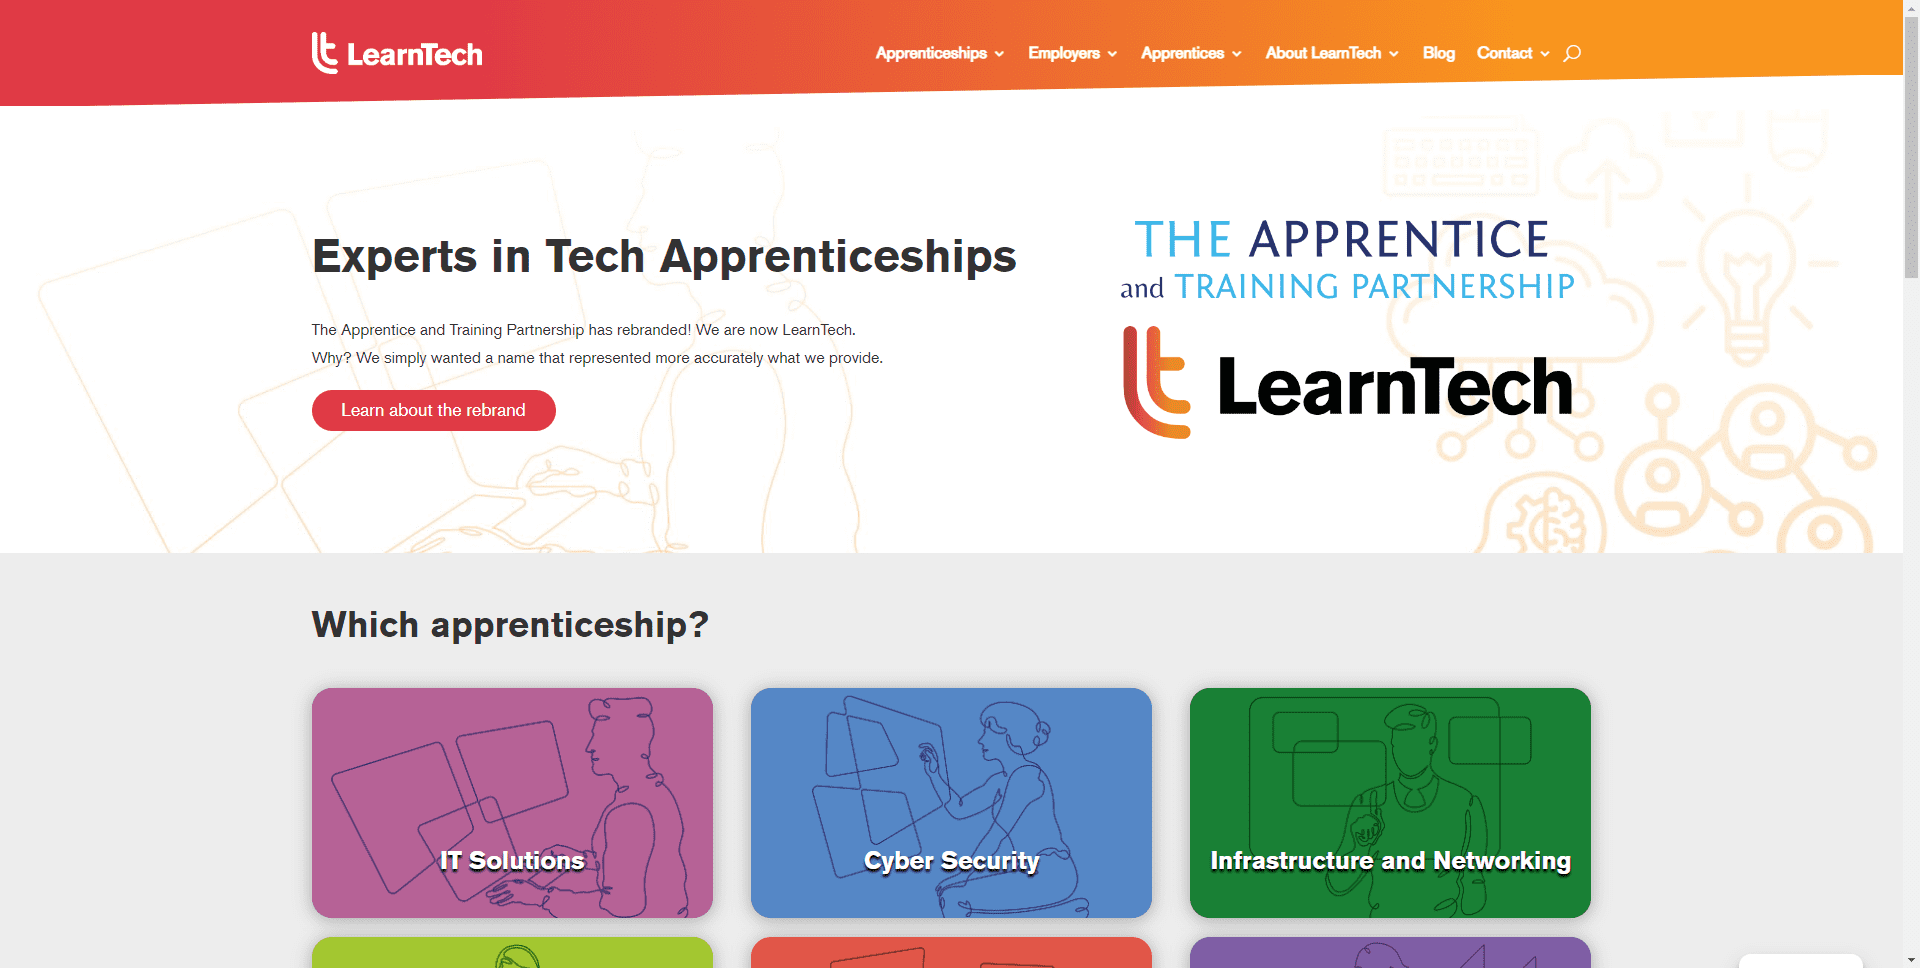 LearnTech
Apprenticeships
Employers
Apprentices
About LearnTech
Blog
Contact
Experts in Tech Apprenticeships
The Apprentice and Training Partnership has rebranded! We are now LearnTech.
Why? We simply wanted a name that represented more accurately what we provide.
Learn about the rebrand
THE APPRENTICE
and TRAINING PARTNERSHIP
LearnTech
Which apprenticeship?
IT Solutions
Cyber Security
Infrastructure and Networking